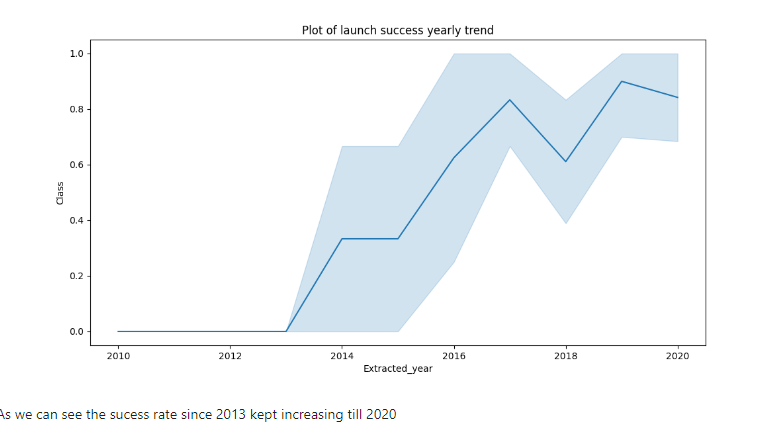 Plot of launch success yearly trend
1.0
0.8
0.6
0.4
0.2
0.0
Class
2010 2012 2014 2016 2018 2020
Extracted_year
As we can see the sucess rate since 2013 kept increasing till 2020